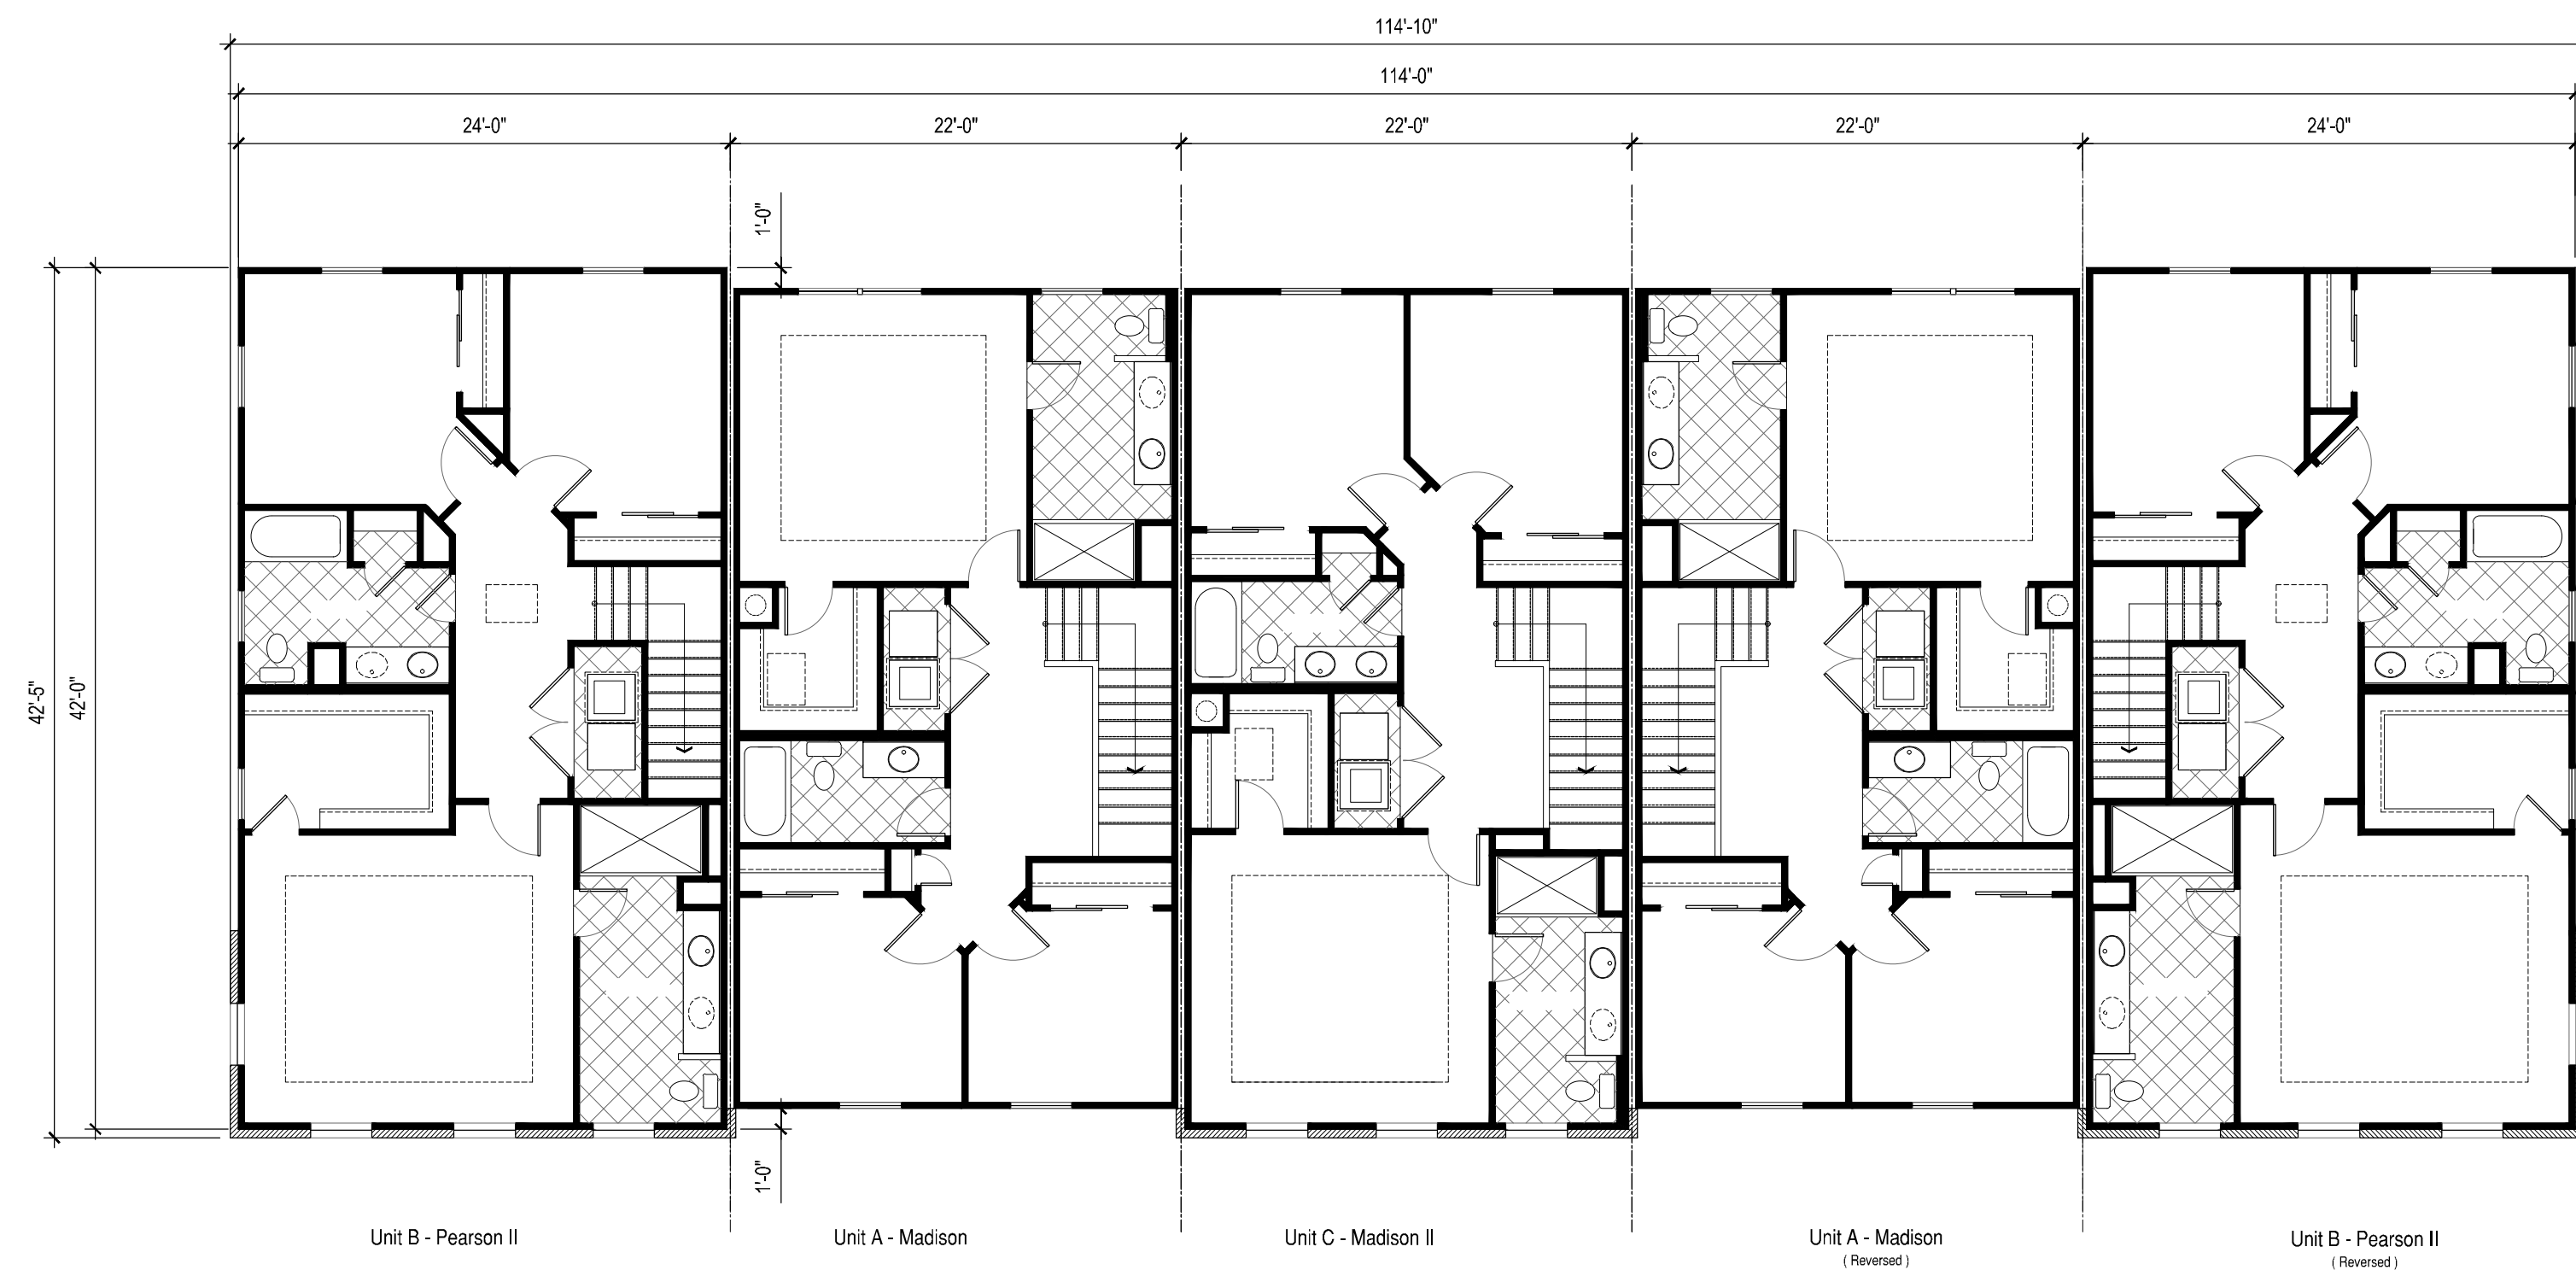 114'-10"
114'-0"
24'-0"
22'-0"
22'-0"
22'-0"
24'-0"
1'-0"
42'-5"
42'-0"
1'-0"
Unit B - Pearson II
Unit A - Madison
Unit C - Madison II
Unit A - Madison
( Reversed )
Unit B - Pearson II
( Reversed )